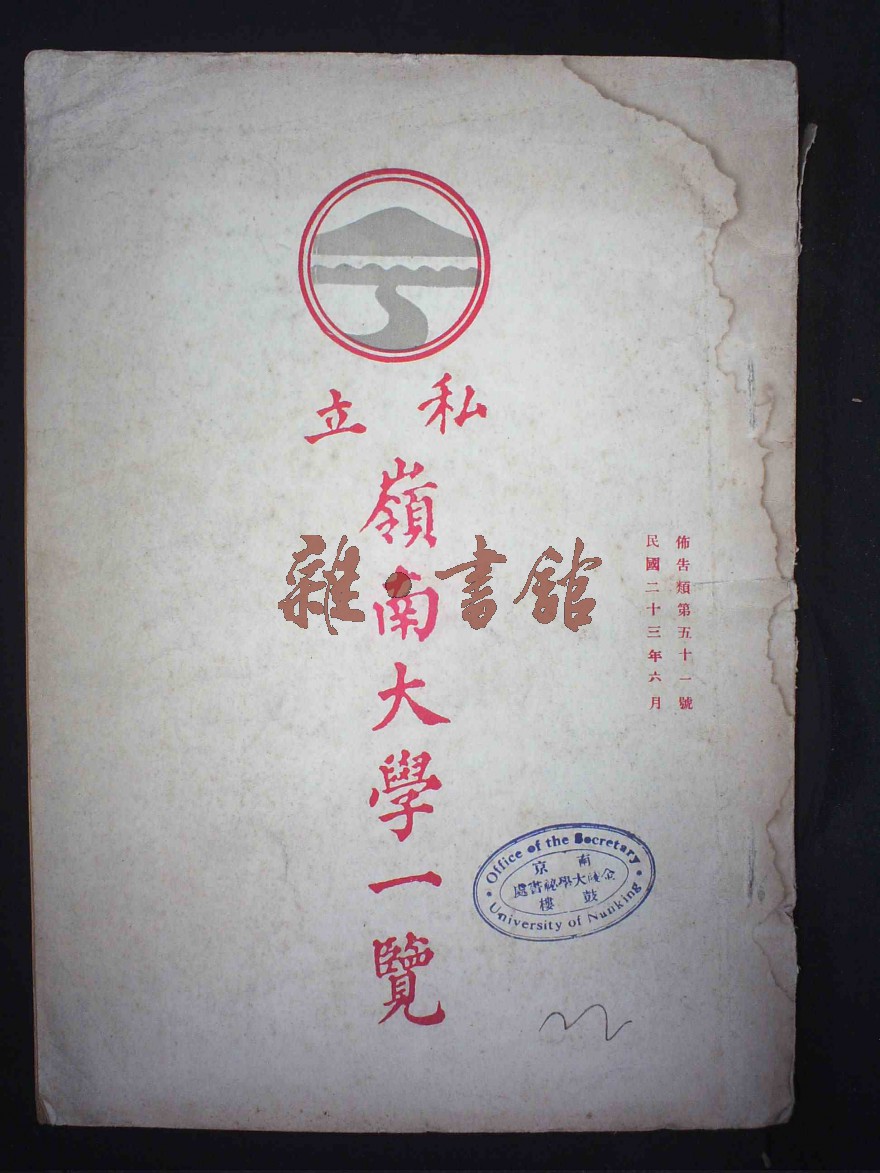 佈告類第五十一號
民國二十三年六月
私立
嶺南大學一覽
雜·書館
Office of the Secretary
南京
金陵大學祕書處
鼓樓
University of Nanking